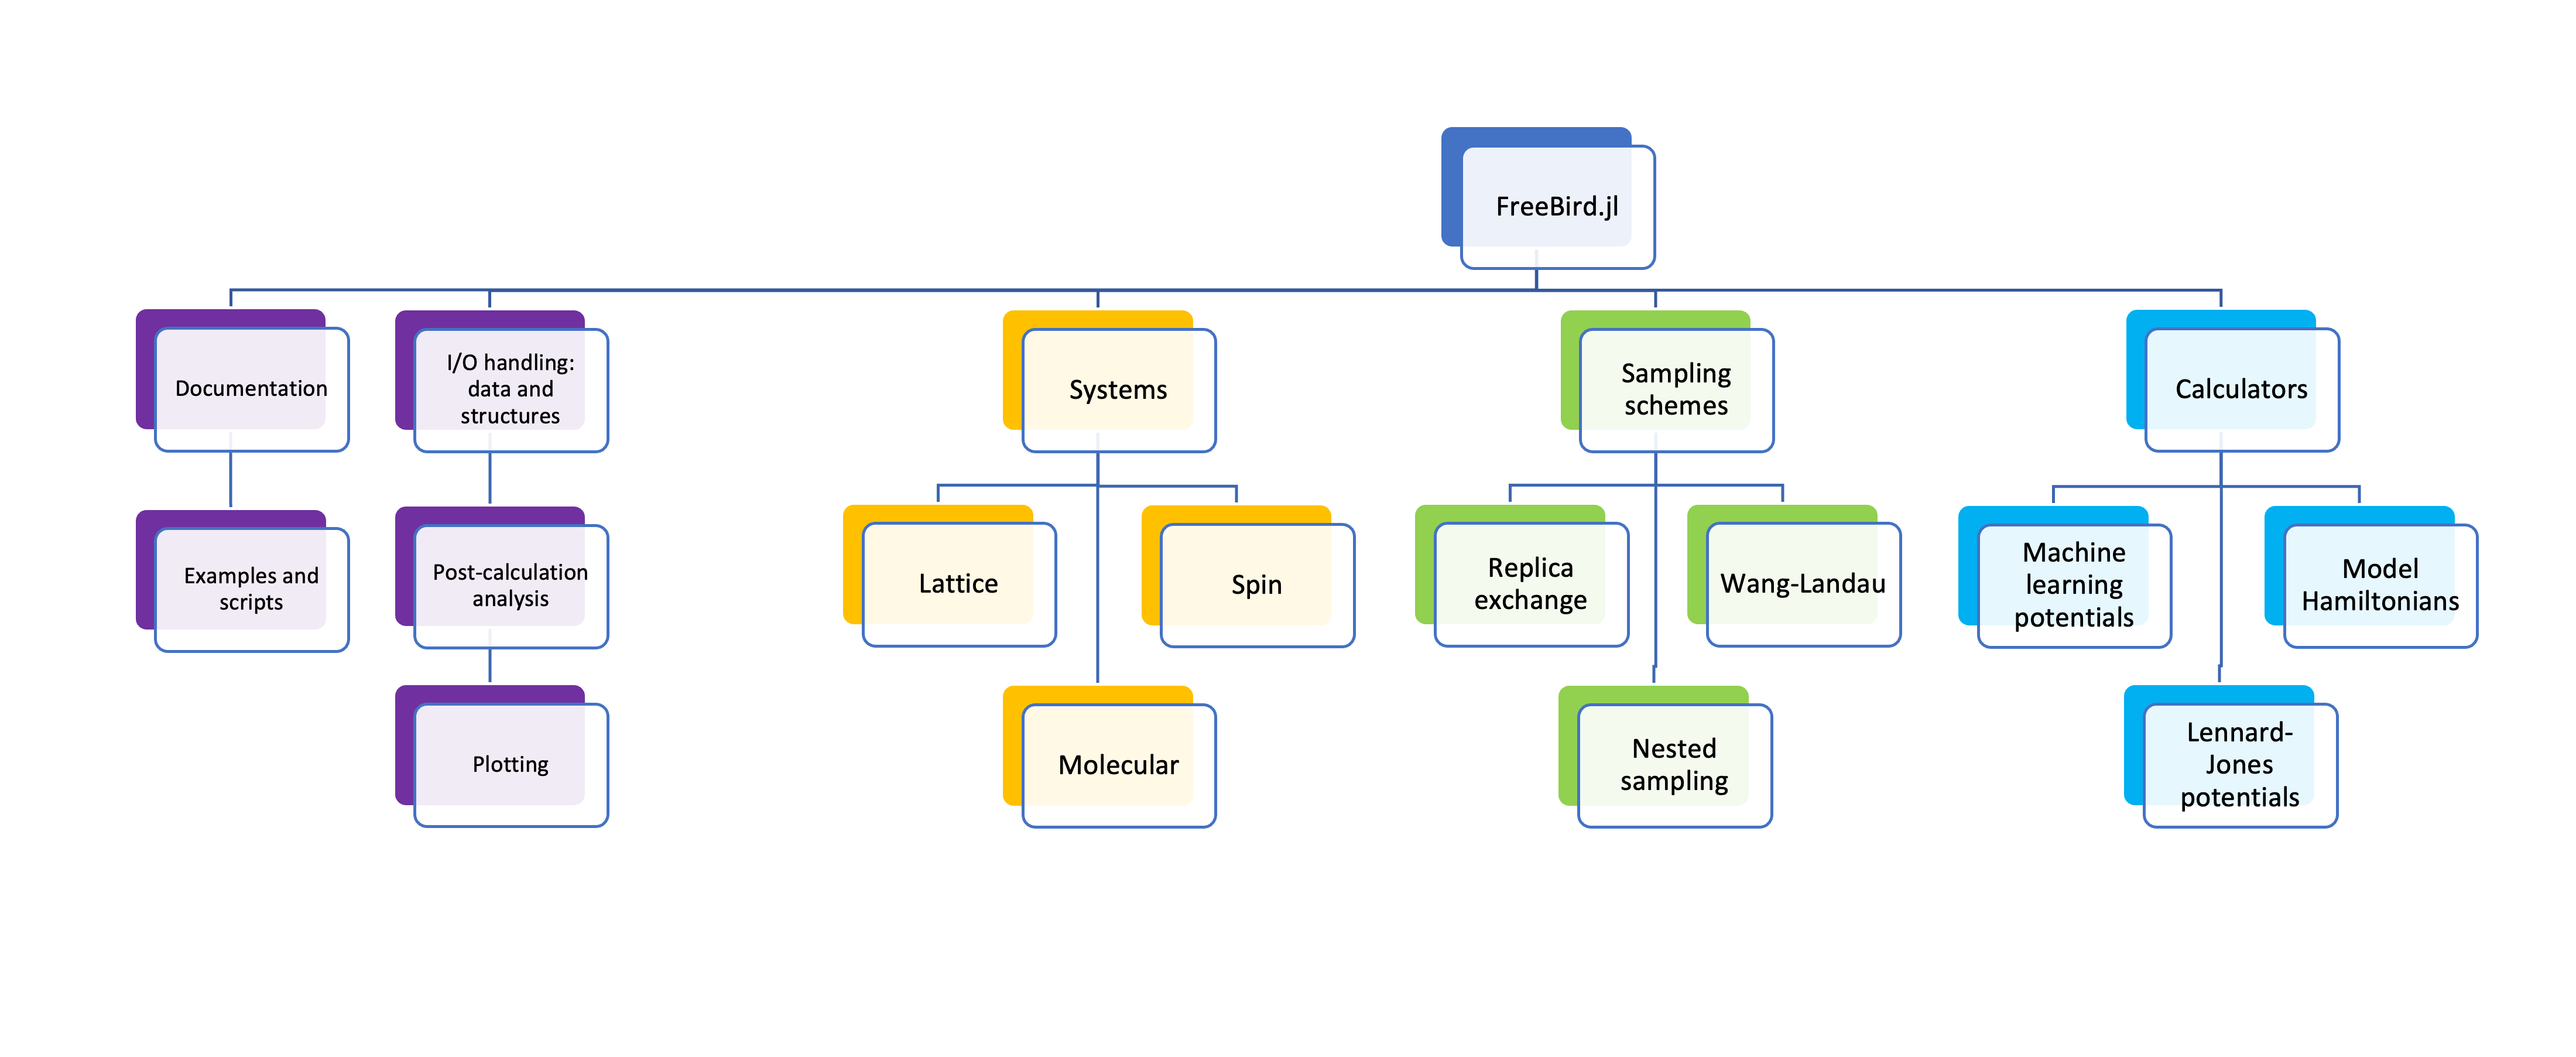 FreeBird.jl
Documentation
I/O handling:
data and
structures
Systems
Sampling
schemes
Calculators
Examples and
scripts
Post-calculation
analysis
Lattice
Spin
Replica
exchange
Wang-Landau
Machine
learning
potentials
Model
Hamiltonians
Plotting
Molecular
Nested
sampling
Lennard-
Jones
potentials